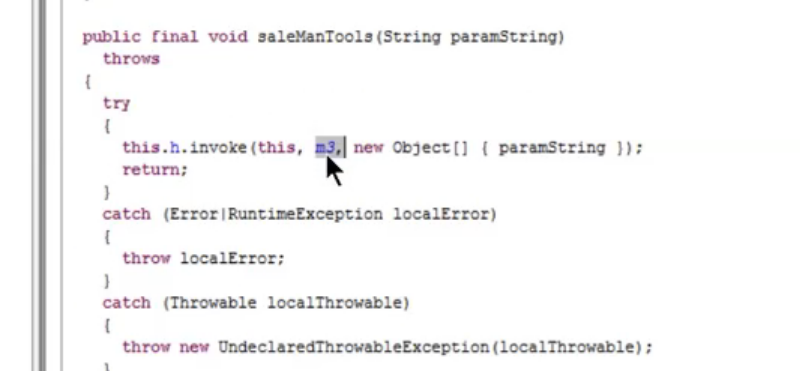 public final void saleManTools(String paramString)
throws
{
try
{
this.h.invoke(this, m3, new Object[] { paramString });
return;
}
catch (Error|RuntimeException localError)
{
throw localError;
}
catch (Throwable localThrowable)
{
throw new UndeclaredThrowableException(localThrowable);
}